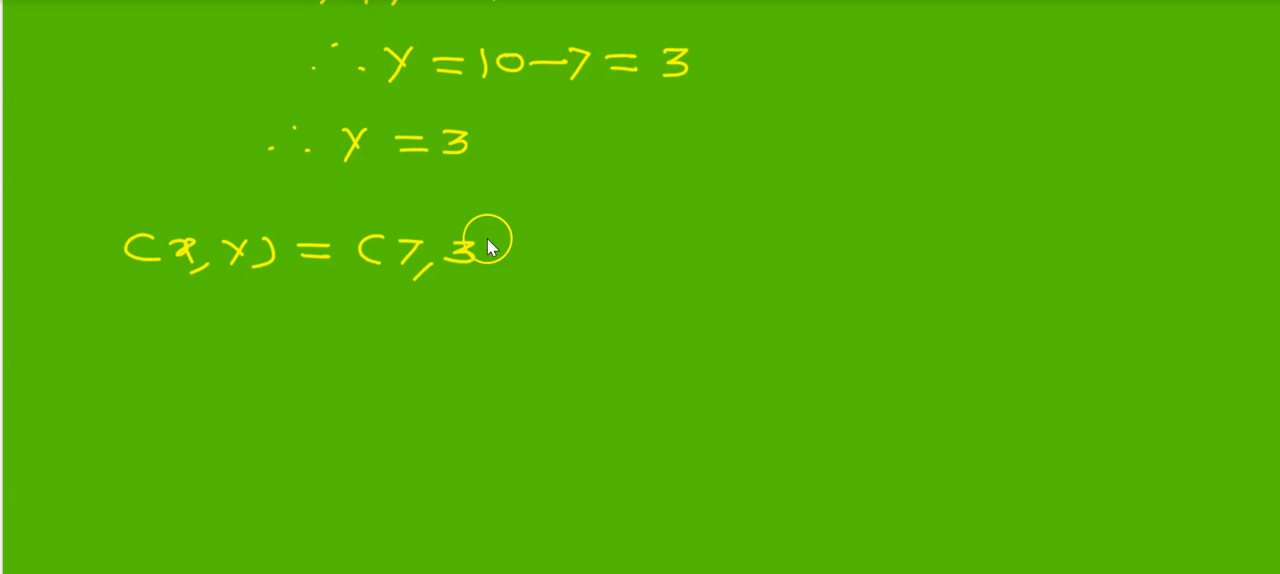 ∴ y = 10 - 7 = 3
∴ y = 3
(x, y) = (7, 3